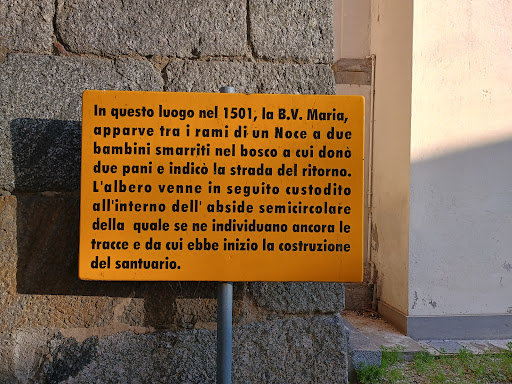 In questo luogo nel 1501, la B.V. Maria,
apparve tra i rami di un Noce a due
bambini smarriti nel bosco a cui donò
due pani e indicò la strada del ritorno.
L'albero venne in seguito custodito
all'interno dell' abside semicircolare
della quale se ne individuano ancora le
tracce e da cui ebbe inizio la costruzione
del santuario.